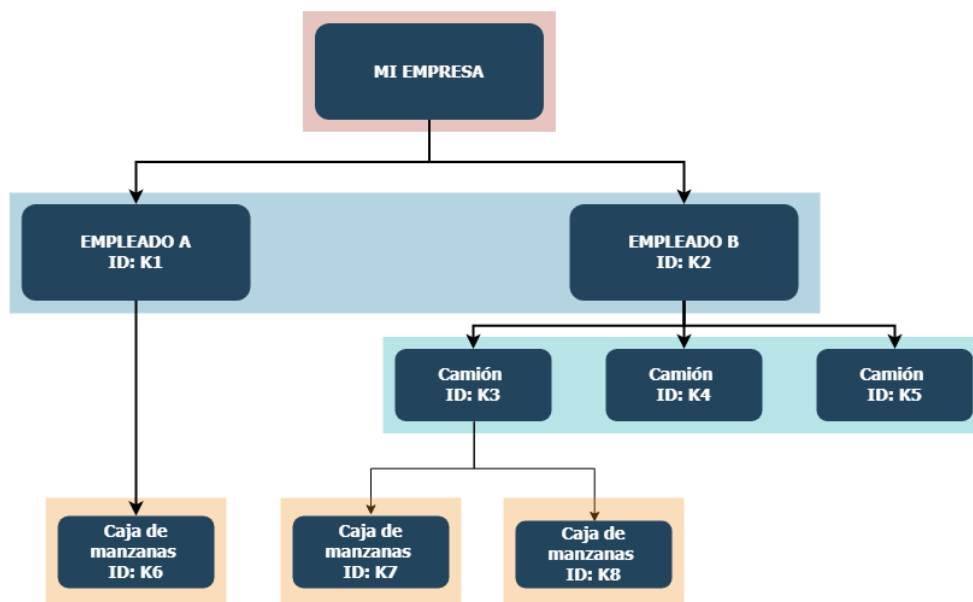 MI EMPRESA
EMPLEADO A
ID: K1
EMPLEADO B
ID: K2
Camión
ID: K3
Camión
ID: K4
Camión
ID: K5
Caja de
manzanas
ID: K6
Caja de
manzanas
ID: K7
Caja de
manzanas
ID: K8